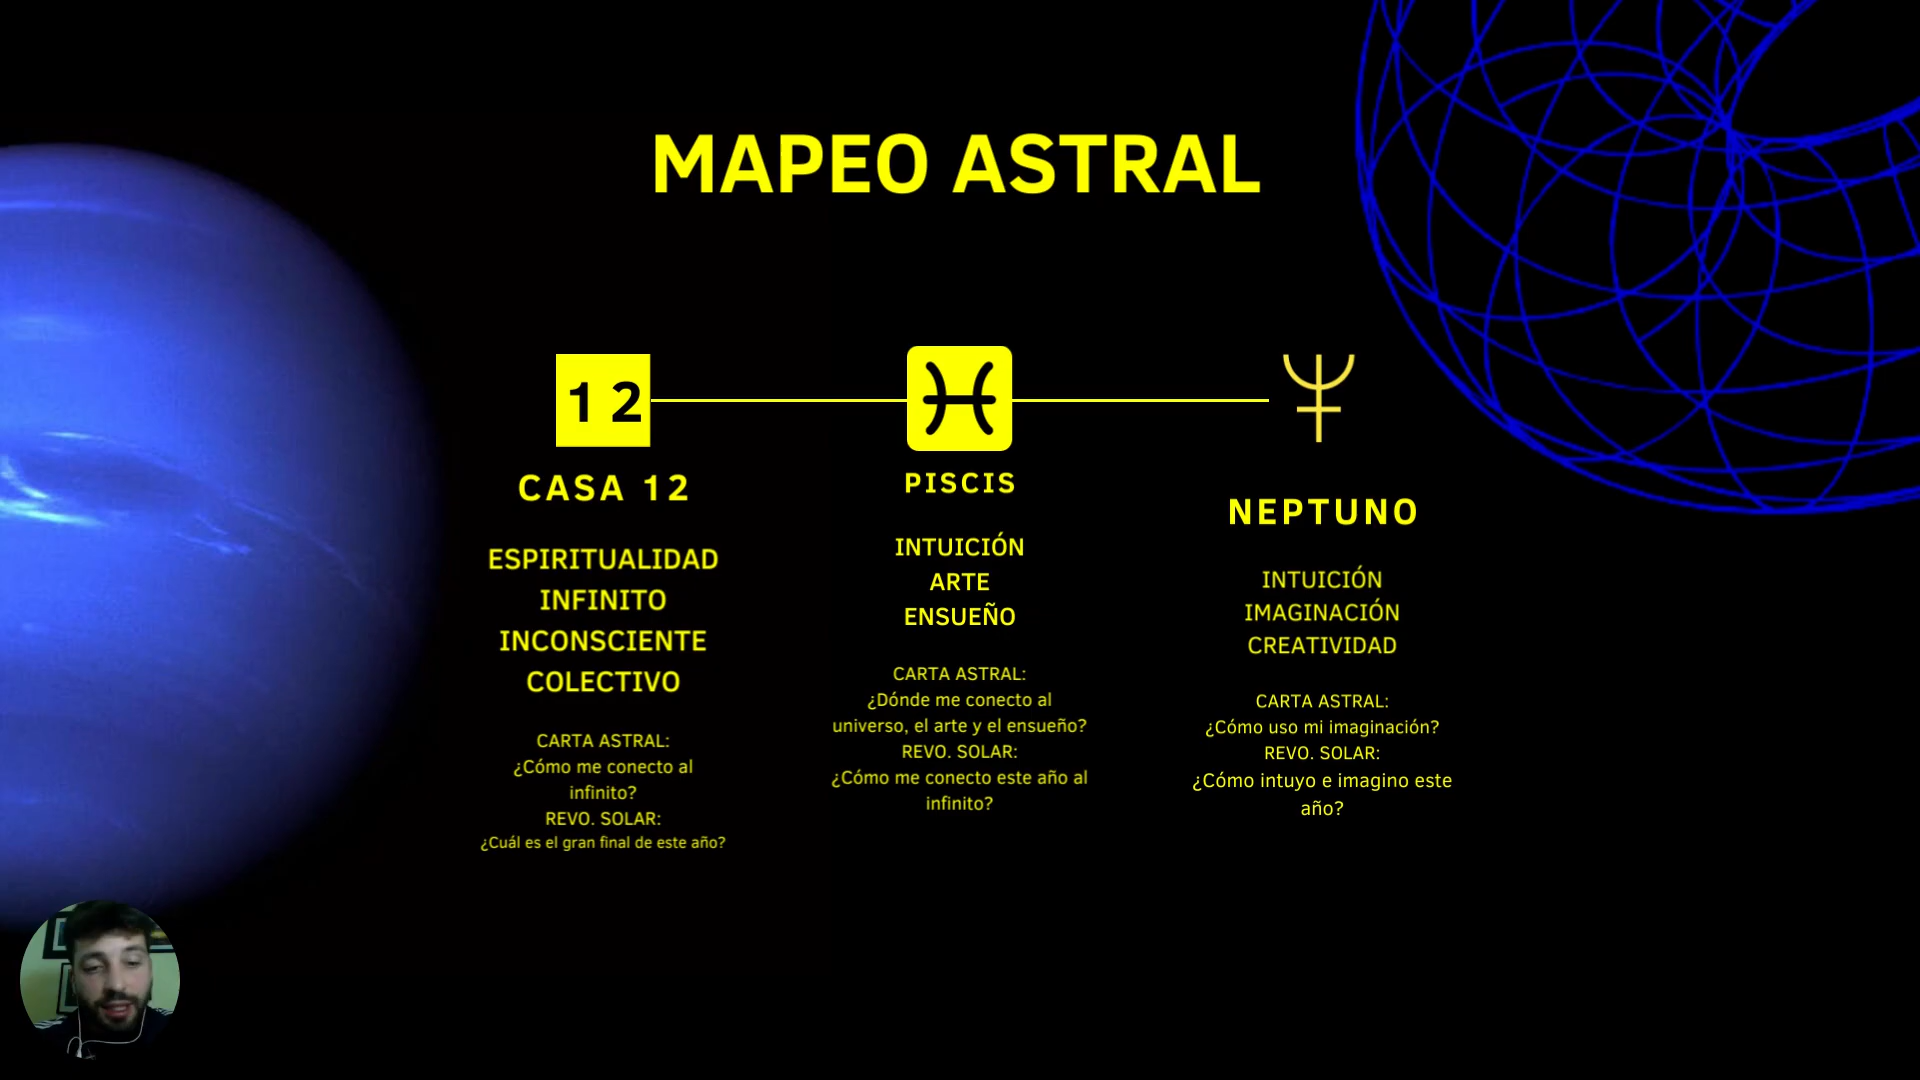 MAPEO ASTRAL
12
CASA 12
ESPIRITUALIDAD
INFINITO
INCONSCIENTE
COLECTIVO
CARTA ASTRAL:
¿Cómo me conecto al
infinito?
REVO. SOLAR:
¿Cuál es el gran final de este año?
PISCIS
INTUICIÓN
ARTE
ENSUEÑO
CARTA ASTRAL:
¿Dónde me conecto al
universo, el arte y el ensueño?
REVO. SOLAR:
¿Cómo me conecto este año al
infinito?
NEPTUNO
INTUICIÓN
IMAGINACIÓN
CREATIVIDAD
CARTA ASTRAL:
¿Cómo uso mi imaginación?
REVO. SOLAR:
¿Cómo intuyo e imagino este
año?